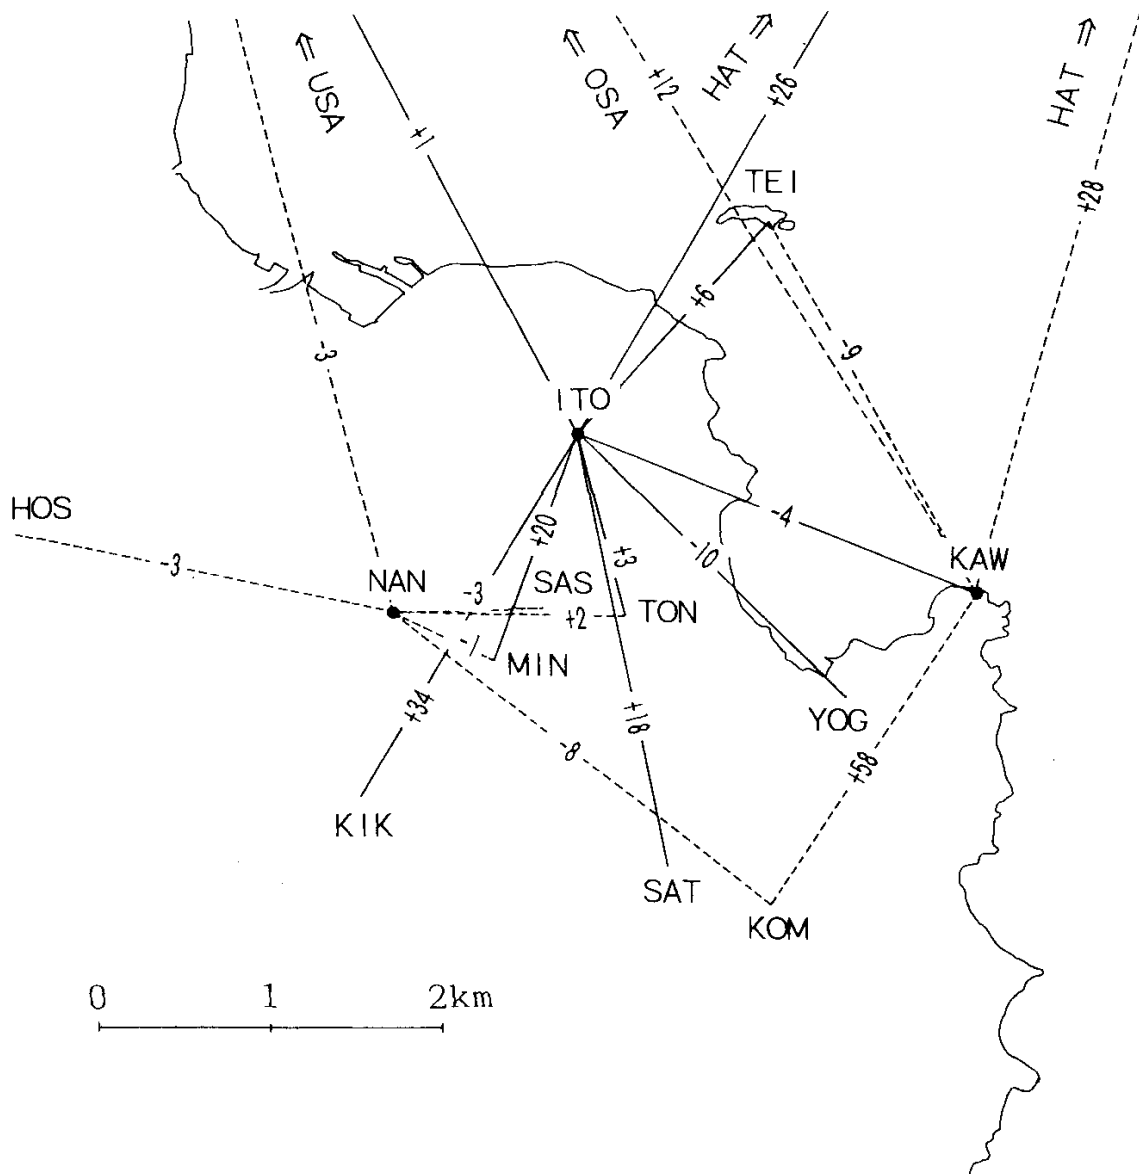 ⇐ USA
+1
⇐ OSA
+12
HAT ⇒
+26
HAT ⇒
TEI
+28
+6
-3
-9
ITO
HOS
-4
+20
-10
+3
-3
NAN
-3
SAS
KAW
+2
TON
MIN
+34
+18
YOG
-8
+58
KIK
SAT
KOM
0 1 2km